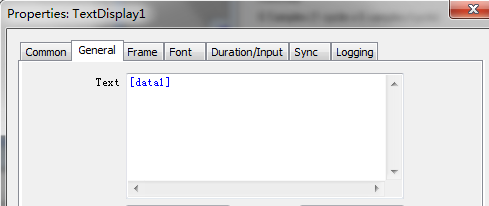 Properties: TextDisplay1
Common General Frame Font Duration/Input Sync Logging
Text [data1]